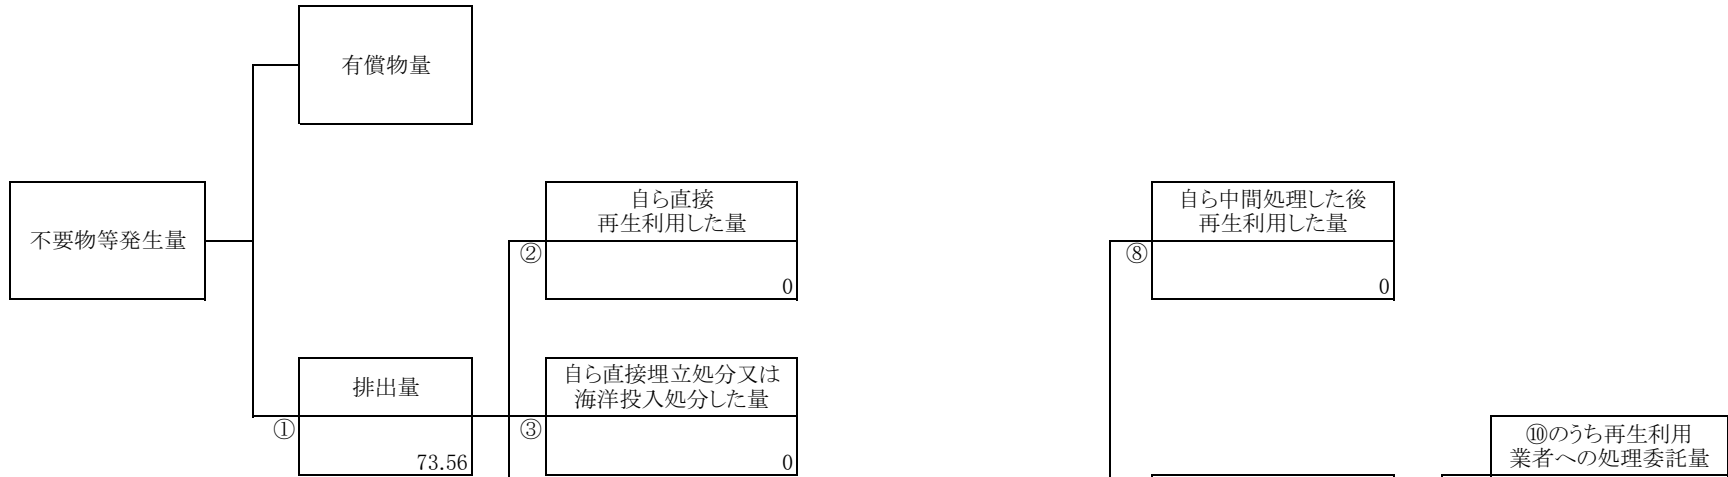 有償物量
不要物等発生量
自ら直接
再生利用した量
②
0
自ら中間処理した後
再生利用した量
⑧
0
排出量
①
73.56
自ら直接埋立処分又は
海洋投入処分した量
③
0
⑩のうち再生利用
業者への処理委託量